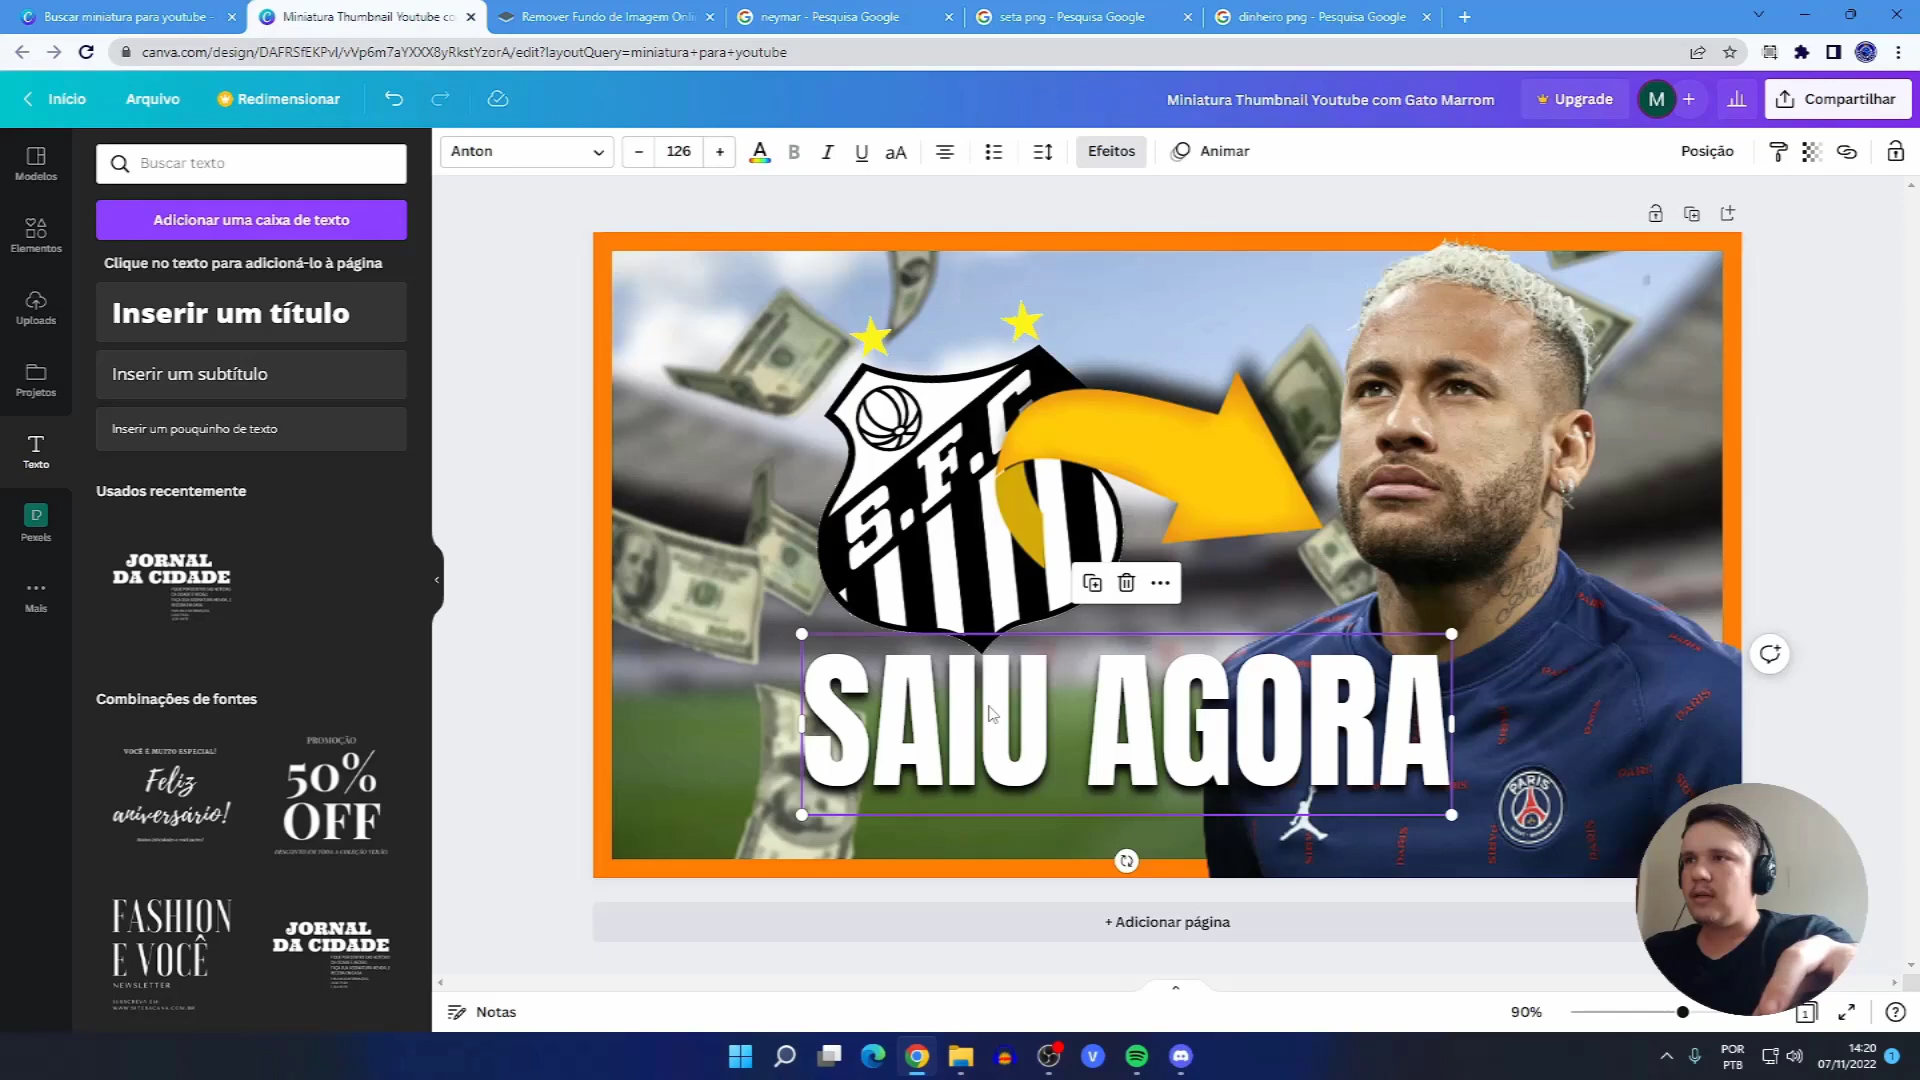 Buscar miniatura para youtube -
Miniatura Thumbnail Youtube co
Remover Fundo de Imagem Onli
neymar - Pesquisa Google
seta png - Pesquisa Google
dinheiro png - Pesquisa Google
canva.com/design/DAFRSfEKPvI/vVp6m7aYXXX8yRkstYzorA/edit?layoutQuery=miniatura+para+youtube
Início
Arquivo
Redimensionar
Miniatura Thumbnail Youtube com Gato Marrom
Upgrade
M
Compartilhar
Anton
126
A
B
I
U
aA
Efeitos
Animar
Posição
Modelos
Elementos
Uploads
Projetos
Texto
Pexels
Mais
Buscar texto
Adicionar uma caixa de texto
Clique no texto para adicioná-lo à página
Inserir um título
Inserir um subtítulo
Inserir um pouquinho de texto
Usados recentemente
JORNAL
DA CIDADE
Combinações de fontes
VOCÊ É MUITO ESPECIAL!
Feliz
aniversário!
PROMOÇÃO
50%
OFF
FASHION
E VOCÊ
NEWSLETTER
JORNAL
DA CIDADE
S.F.C
SAIU AGORA
PARIS
+ Adicionar página
Notas
90%
1
POR
PTB
14:20
07/11/2022
1